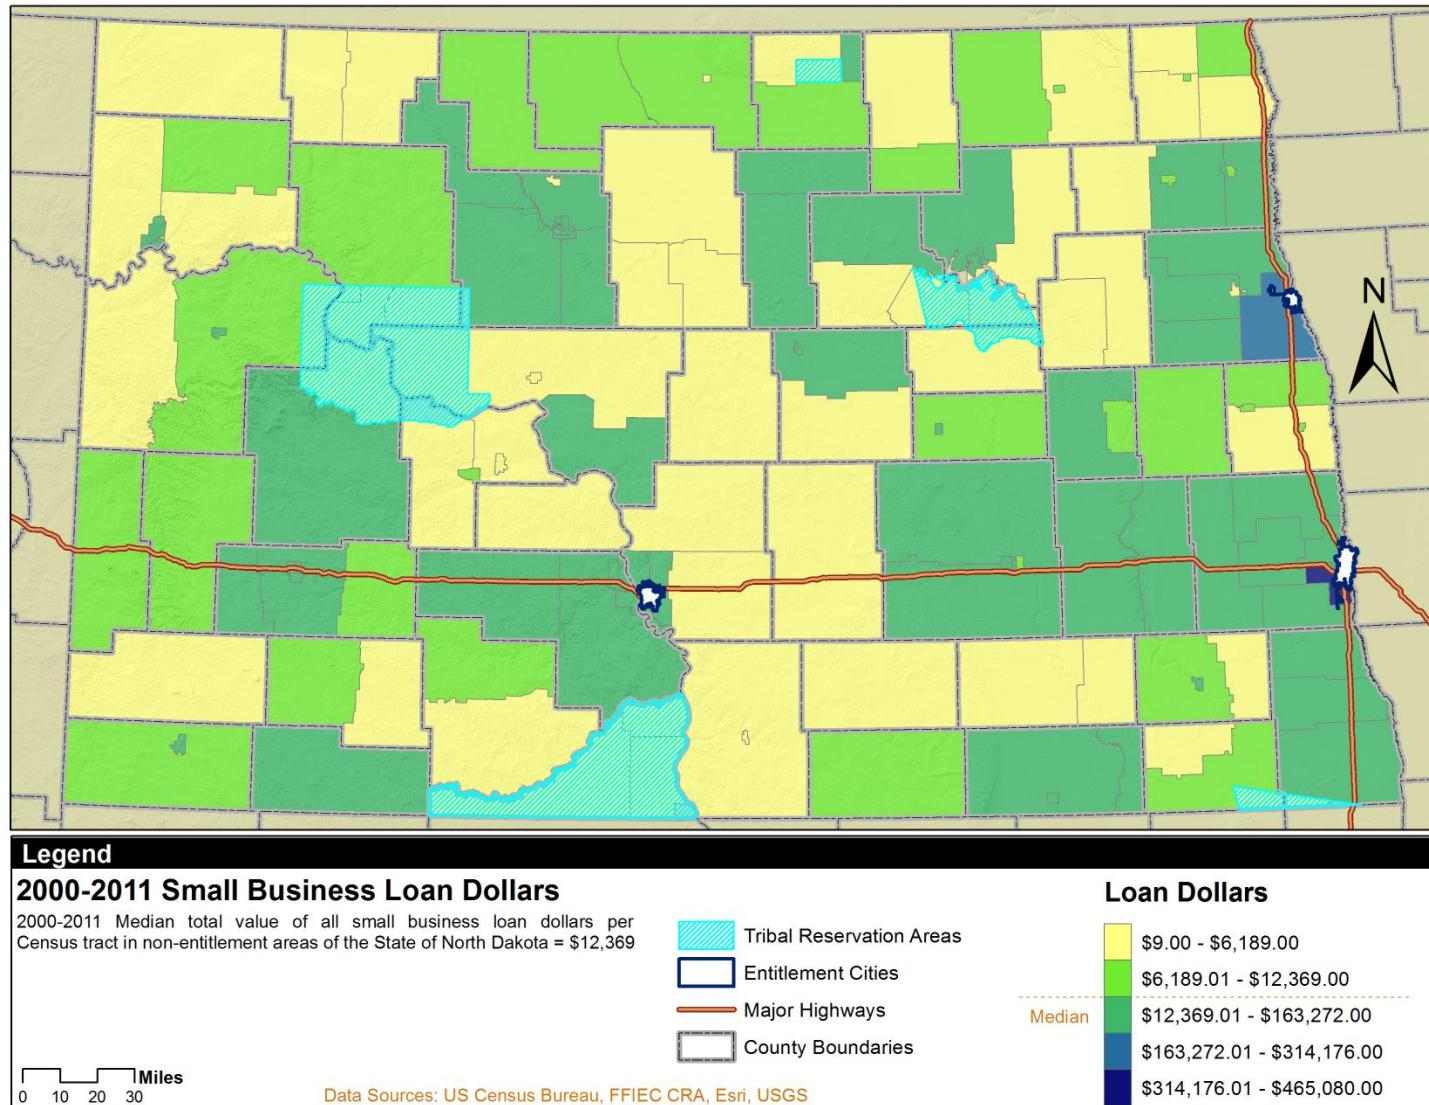 N
Legend
2000-2011 Small Business Loan Dollars
2000-2011 Median total value of all small business loan dollars per
Census tract in non-entitlement areas of the State of North Dakota = $12,369
Tribal Reservation Areas
Entitlement Cities
Major Highways
County Boundaries
Loan Dollars
$9.00 - $6,189.00
$6,189.01 - $12,369.00
Median
$12,369.01 - $163,272.00
$163,272.01 - $314,176.00
$314,176.01 - $465,080.00
Miles
0 10 20 30
Data Sources: US Census Bureau, FFIEC CRA, Esri, USGS